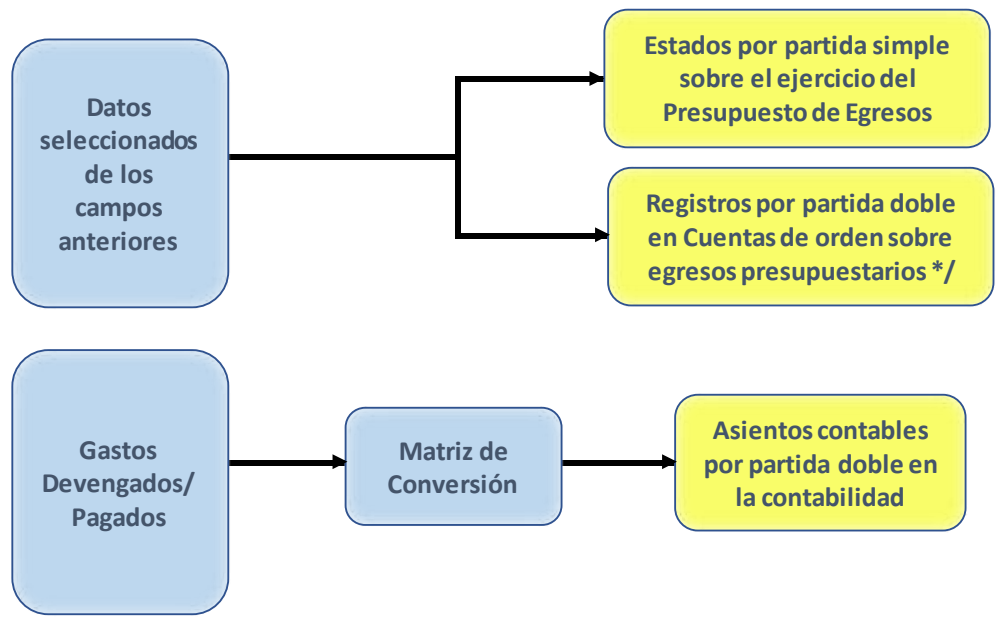 Datos
seleccionados
de los
campos
anteriores
Estados por partida simple
sobre el ejercicio del
Presupuesto de Egresos
Registros por partida doble
en Cuentas de orden sobre
egresos presupuestarios */
Gastos
Devengados/
Pagados
Matriz de
Conversión
Asientos contables
por partida doble en
la contabilidad